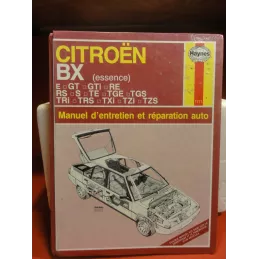 CITROËN
Haynes
BX (essence)
E □ GT □ GTi □ RE
RS □ S □ TE □ TGE □ TGS
TRI □ TRS □ TXi □ TZi □ TZS
Manuel d'entretien et réparation auto